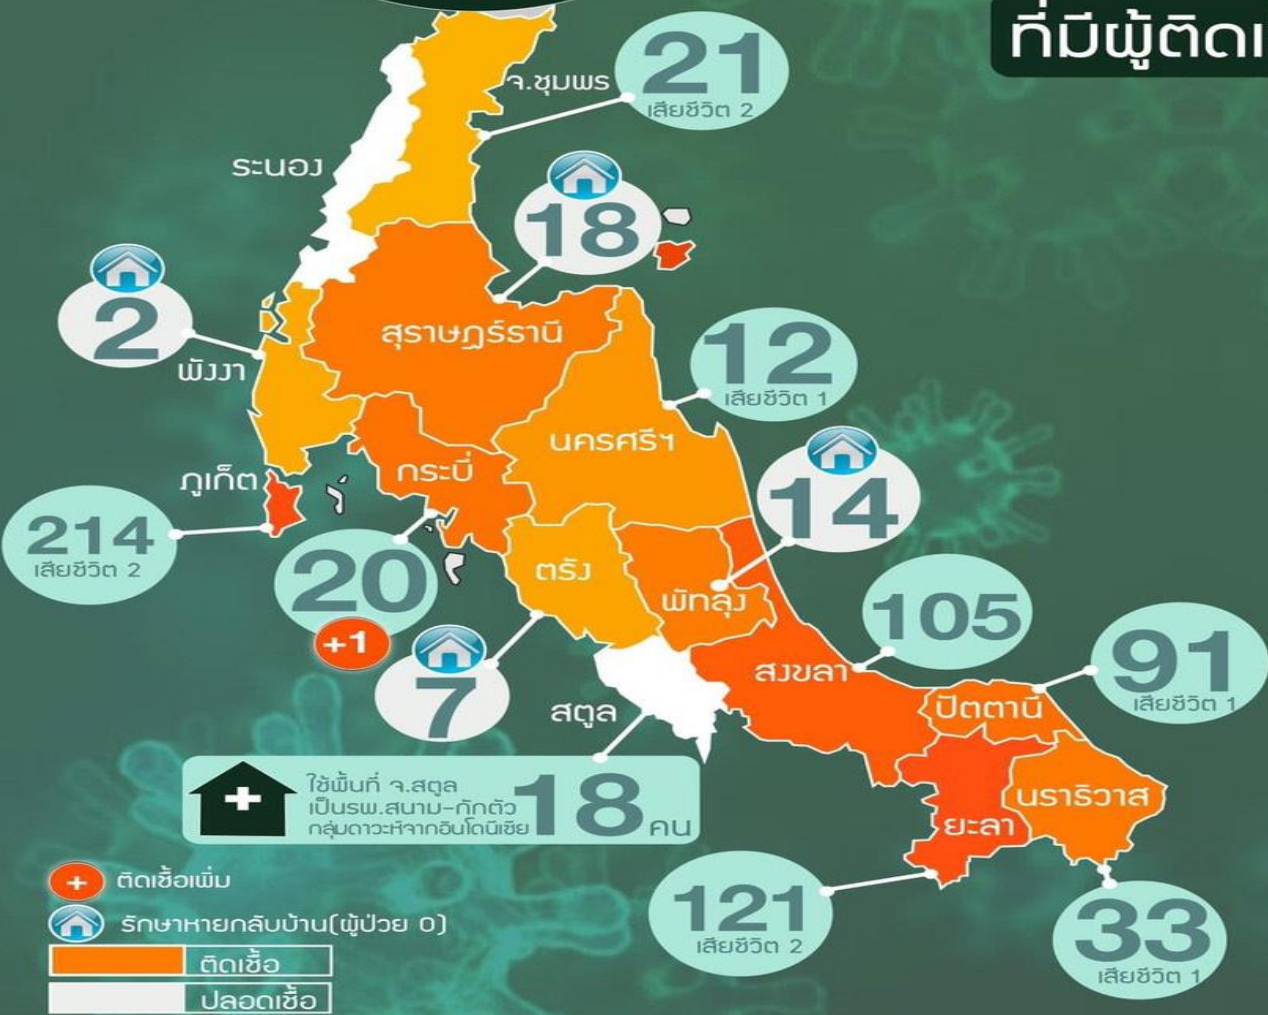 ที่มีผู้ติดเ
จ.ชุมพร
21
เสียชีวิต 2
ระนอง
18
2
พังงา
สุราษฎร์ธานี
12
เสียชีวิต 1
นครศรีฯ
ภูเก็ต
กระบี่
14
214
เสียชีวิต 2
20
+1
ตรัง
พัทลุง
105
7
สตูล
สงขลา
91
เสียชีวิต 1
ปัตตานี
ใช้พื้นที่ จ.สตูล
เป็นรพ.สนาม-กักตัว
กลุ่มดาวะห์จากอินโดนีเซีย
18 คน
นราธิวาส
ยะลา
+ ติดเชื้อเพิ่ม
รักษาหายกลับบ้าน(ผู้ป่วย 0)
ติดเชื้อ
ปลอดเชื้อ
121
เสียชีวิต 2
33
เสียชีวิต 1